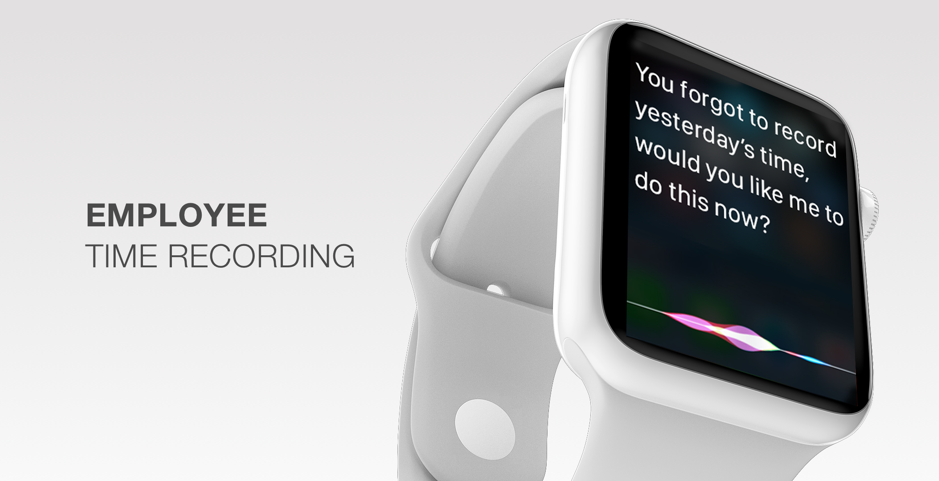 EMPLOYEE
TIME RECORDING
You forgot to record
yesterday's time,
would you like me to
do this now?